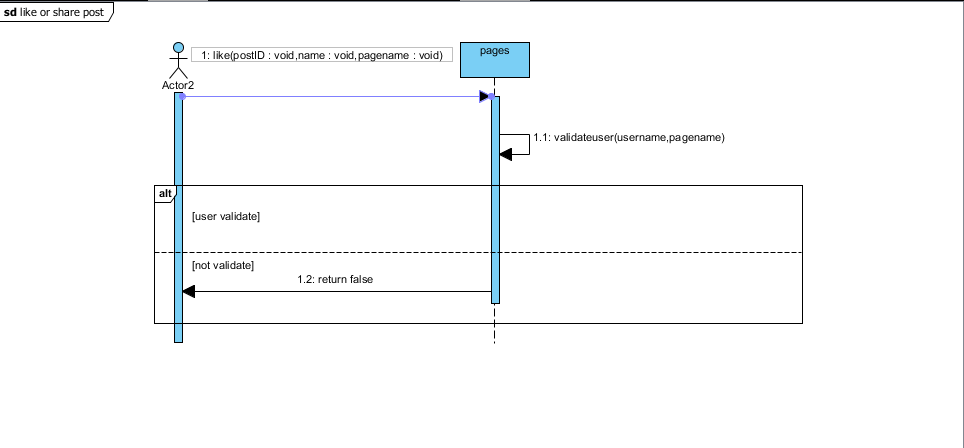 sd like or share post
1: like(postID : void,name : void,pagename : void)
pages
Actor2
1.1: validateuser(username,pagename)
alt
[user validate]
[not validate]
1.2: return false